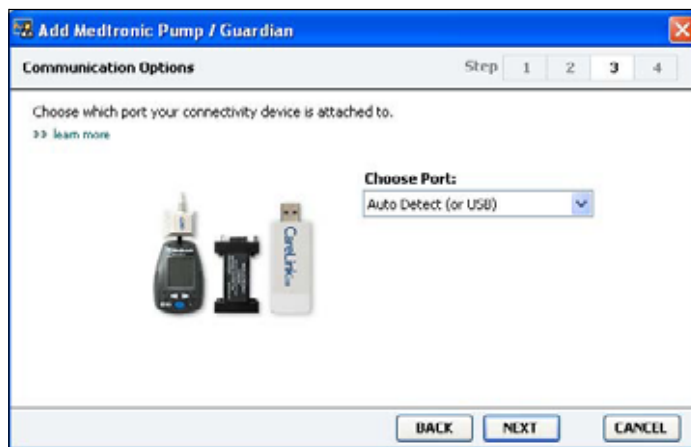 Add Medtronic Pump / Guardian
Communication Options
Step 1 2 3 4
Choose which port your connectivity device is attached to.
>> learn more
Choose Port:
Auto Detect (or USB)
CareLink
BACK NEXT CANCEL